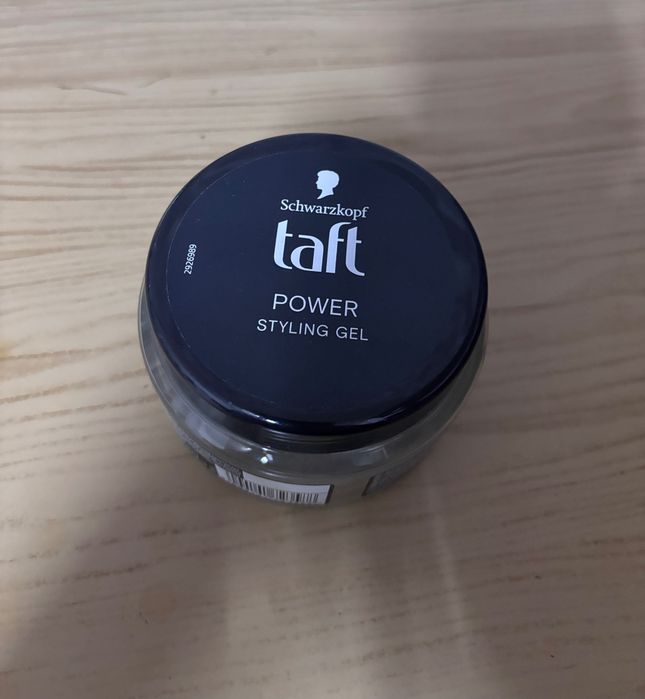 Schwarzkopf
taft
POWER
STYLING GEL
2926989